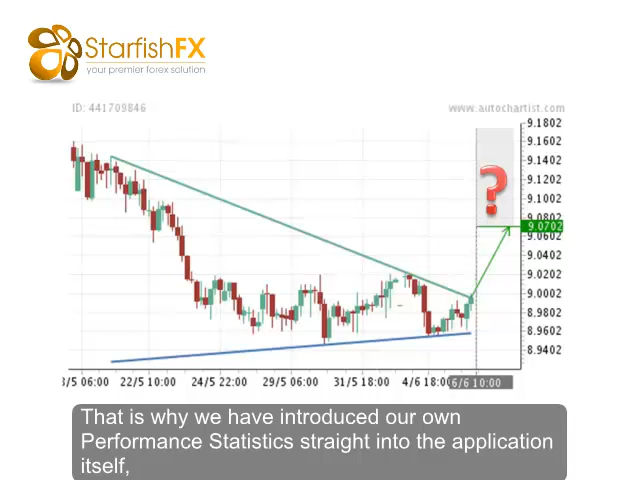 StarfishFX
your premier forex solution
ID: 441709846
www.autochartist.com
9.1802
9.1602
9.1402
9.1202
9.1002
?
9.0802
9.0702
9.0602
9.0402
9.0202
9.0002
8.9802
8.9602
8.9402
3/5 06:00 22/5 10:00 24/5 22:00 29/5 06:00 31/5 18:00 4/6 18:00 6/6 10:00
That is why we have introduced our own
Performance Statistics straight into the application
itself,